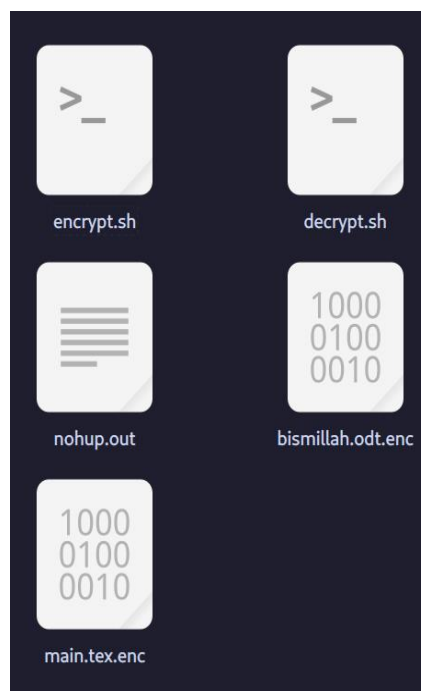 >_
>_
encrypt.sh
decrypt.sh
1000
0100
0010
nohup.out
bismillah.odt.enc
1000
0100
0010
main.tex.enc